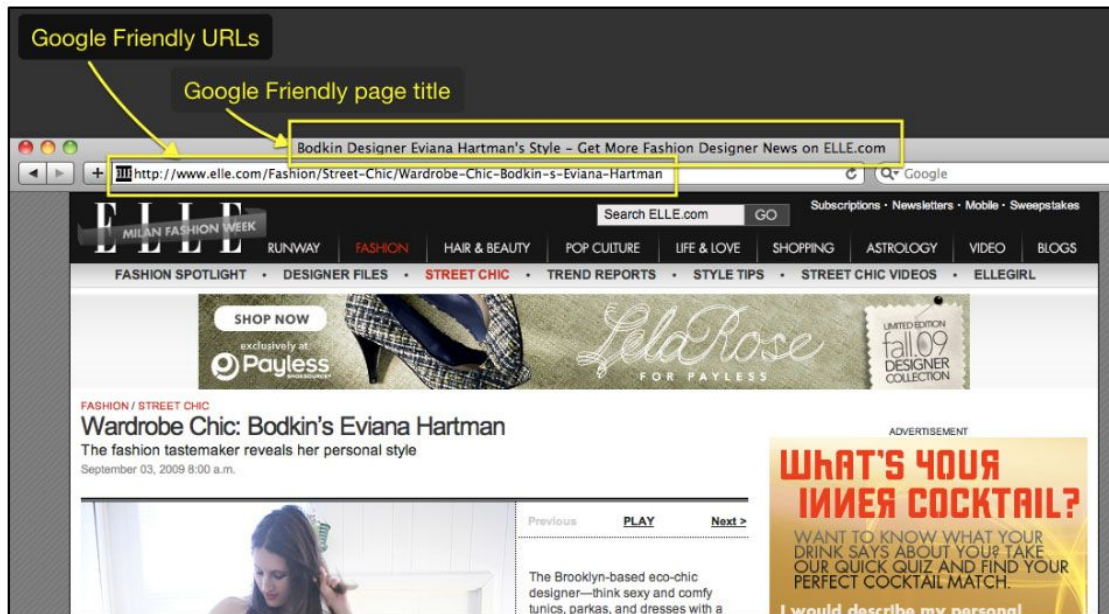 Google Friendly URLs
Google Friendly page title
Bodkin Designer Eviana Hartman's Style – Get More Fashion Designer News on ELLE.com
http://www.elle.com/Fashion/Street-Chic/Wardrobe-Chic-Bodkin-s-Eviana-Hartman
Google
Subscriptions · Newsletters · Mobile · Sweepstakes
ELLE
MILAN FASHION WEEK
Search ELLE.com GO
RUNWAY FASHION HAIR & BEAUTY POP CULTURE LIFE & LOVE SHOPPING ASTROLOGY VIDEO BLOGS
FASHION SPOTLIGHT • DESIGNER FILES • STREET CHIC • TREND REPORTS • STYLE TIPS • STREET CHIC VIDEOS • ELLEGIRL
SHOP NOW
exclusively at
Payless
SHOESOURCE
Lela Rose
FOR PAYLESS
LIMITED EDITION
fall.09
DESIGNER
COLLECTION
FASHION / STREET CHIC
Wardrobe Chic: Bodkin's Eviana Hartman
The fashion tastemaker reveals her personal style
September 03, 2009 8:00 a.m.
Previous PLAY Next >
The Brooklyn-based eco-chic
designer—think sexy and comfy
tunics, parkas, and dresses with a
ADVERTISEMENT
WHAT'S YOUR
INNER COCKTAIL?
WANT TO KNOW WHAT YOUR
DRINK SAYS ABOUT YOU? TAKE
OUR QUICK QUIZ AND FIND YOUR
PERFECT COCKTAIL MATCH.
I would describe my personal